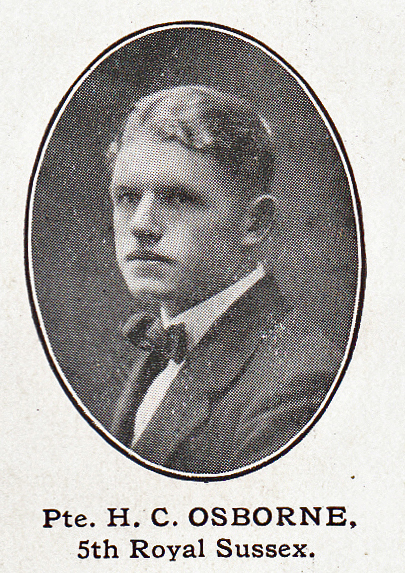 Pte. H. C. OSBORNE,
5th Royal Sussex.